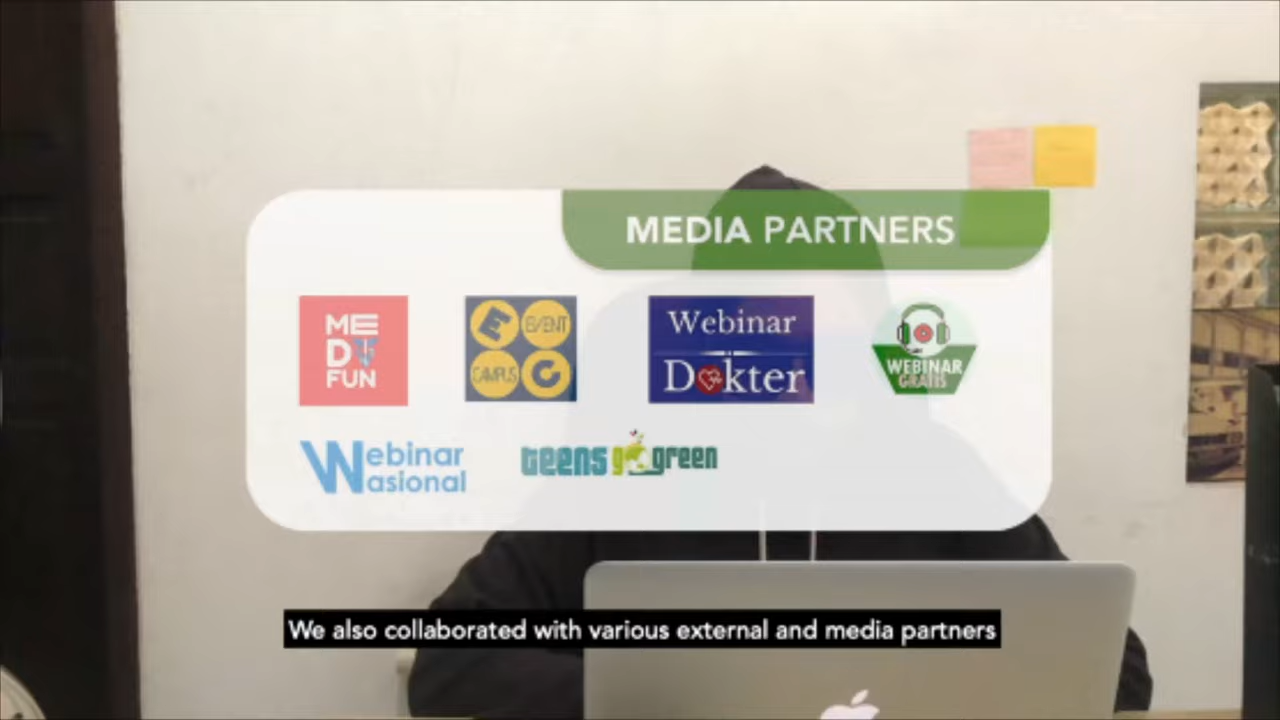 MEDIA PARTNERS
ME
D
FUN
E EVENT
CAMPUS C
Webinar
Dokter
WEBINAR
GRATIS
Webinar
Wasional
teens go green
We also collaborated with various external and media partners